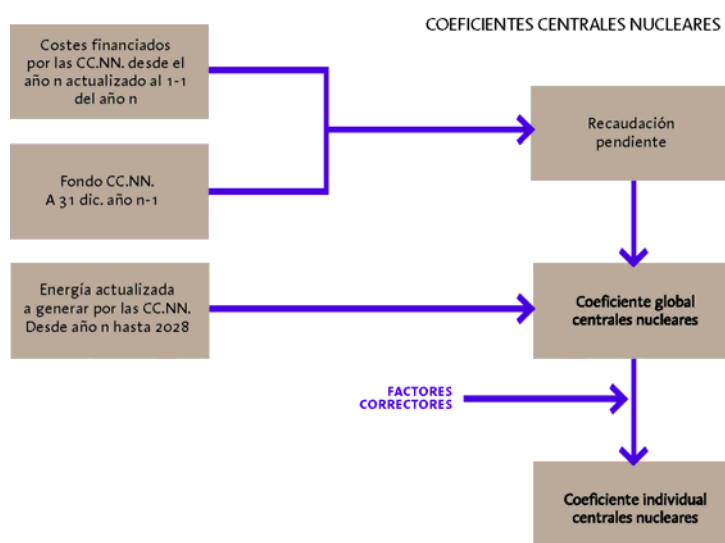 COEFICIENTES CENTRALES NUCLEARES
Costes financiados
por las CC.NN. desde el
año n actualizado al 1-1
del año n
Recaudación
pendiente
Fondo CC.NN.
A 31 dic. año n-1
Energía actualizada
a generar por las CC.NN.
Desde año n hasta 2028
Coeficiente global
centrales nucleares
FACTORES
CORRECTORES
Coeficiente individual
centrales nucleares